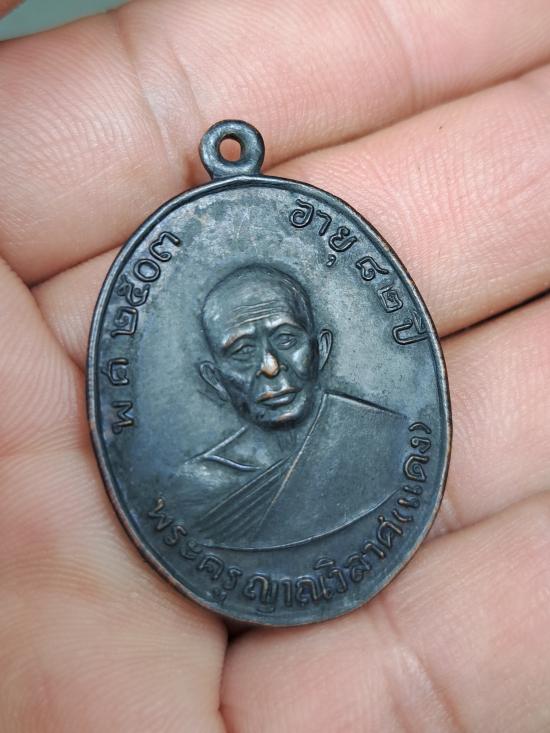 พ ศ ๒๕๐๓
อายุ ๘๒ ปี
พระครู ญาณวิลาศ (แดง)